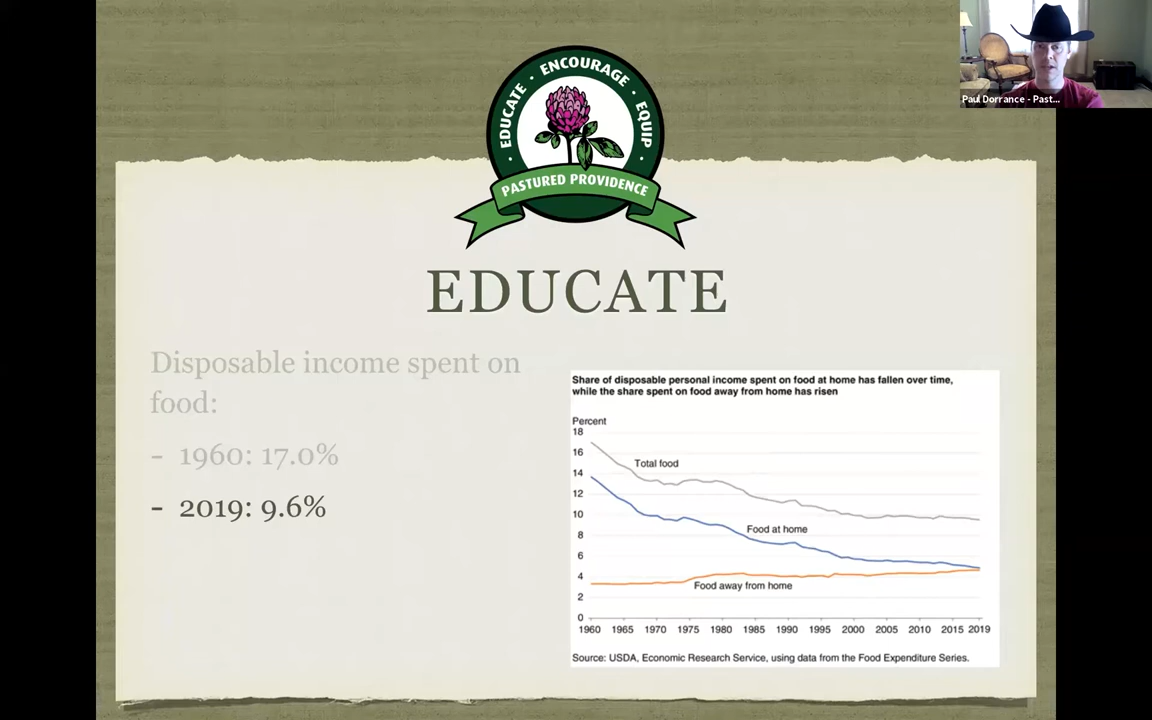 EDUCATE · ENCOURAGE · EQUIP
PASTURED PROVIDENCE
Paul Dorrance - Past...
EDUCATE
Disposable income spent on
food:
- 1960: 17.0%
- 2019: 9.6%
Share of disposable personal income spent on food at home has fallen over time,
while the share spent on food away from home has risen
Percent
18
16
Total food
14
12
10
Food at home
8
6
4
Food away from home
2
0
1960 1965 1970 1975 1980 1985 1990 1995 2000 2005 2010 2015 2019
Source: USDA, Economic Research Service, using data from the Food Expenditure Series.